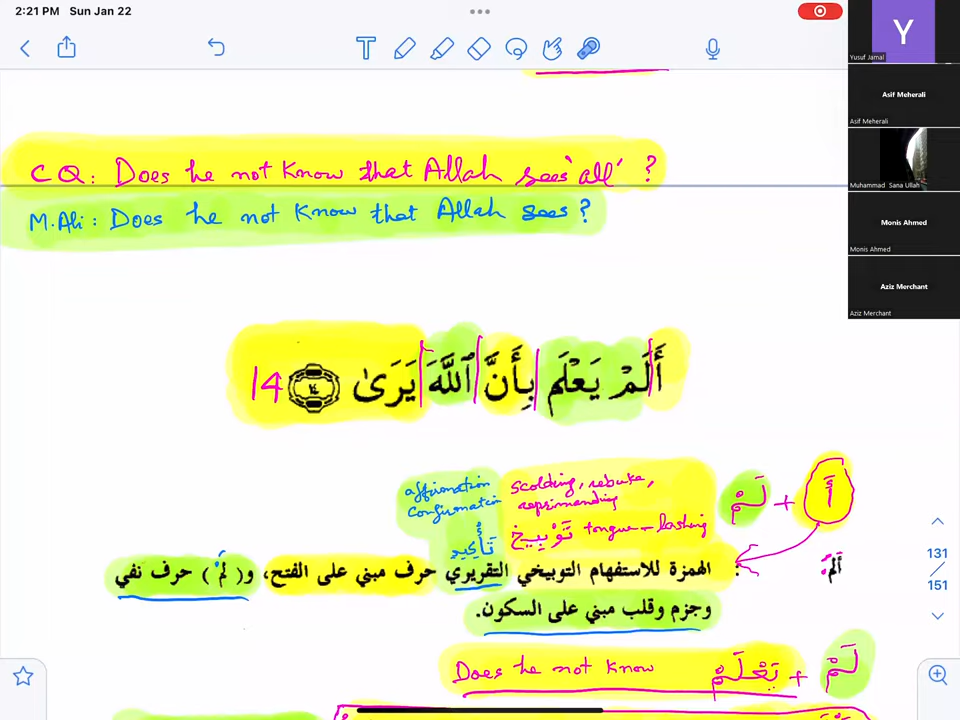 2:21 PM Sun Jan 22
Y
Yusuf Jamal
Asif Meherali
Asif Meherali
Muhammad Sana Ullah
Monis Ahmed
Monis Ahmed
Aziz Merchant
Aziz Merchant
CQ: Does he not know that Allah sees 'all' ?
M.Ali: Does he not know that Allah sees ?
أَلَمْ يَعْلَم بِأَنَّ ٱللَّهَ يَرَىٰ ١٤ 14
أَ + لَمْ
scolding, rebuke,
reprimanding
تَوْبِيخ tongue-lashing
affirmation
confirmation
تَأْكِيد
أَلَمْ : الهمزة للاستفهام التوبيخي التقريري حرف مبني على الفتح، و(لَمْ) حرف نفي
وجزم وقلب مبني على السكون.
لَمْ + يَعْلَمْ Does he not know
131
151